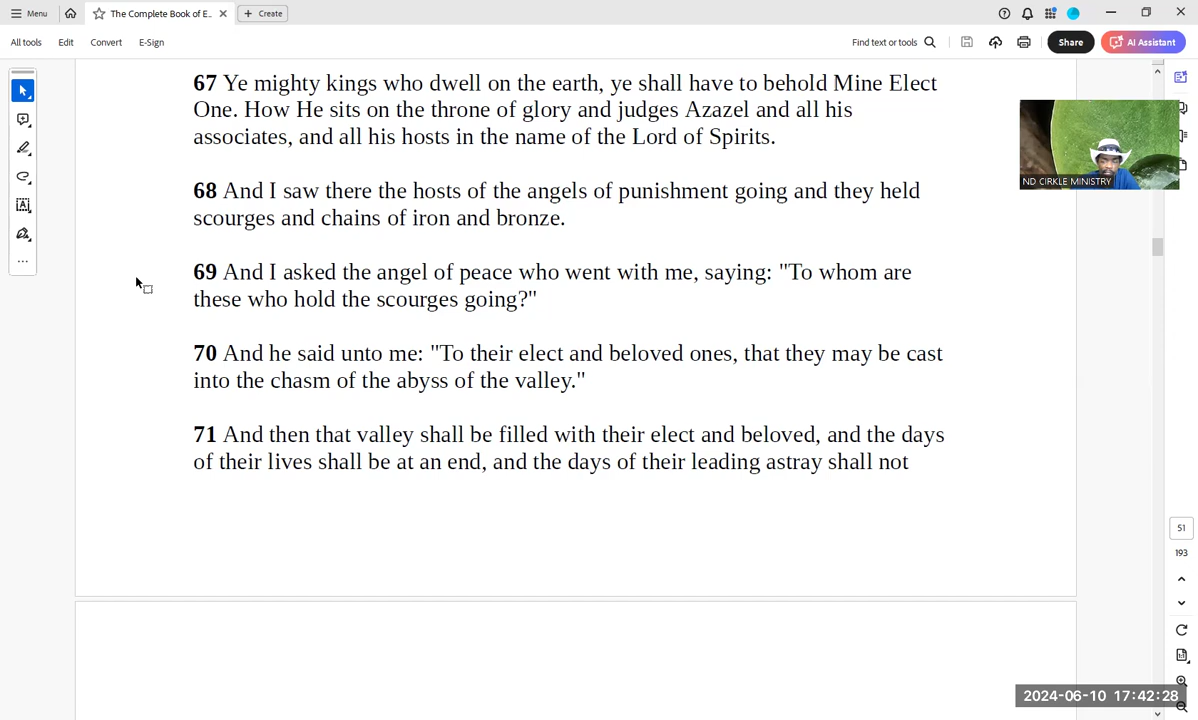 Menu
The Complete Book of E...
Create
All tools
Edit
Convert
E-Sign
Find text or tools
Share
AI Assistant
67 Ye mighty kings who dwell on the earth, ye shall have to behold Mine Elect
One. How He sits on the throne of glory and judges Azazel and all his
associates, and all his hosts in the name of the Lord of Spirits.
68 And I saw there the hosts of the angels of punishment going and they held
scourges and chains of iron and bronze.
69 And I asked the angel of peace who went with me, saying: "To whom are
these who hold the scourges going?"
70 And he said unto me: "To their elect and beloved ones, that they may be cast
into the chasm of the abyss of the valley."
71 And then that valley shall be filled with their elect and beloved, and the days
of their lives shall be at an end, and the days of their leading astray shall not
ND CIRKLE MINISTRY
51
193
2024-06-10 17:42:28